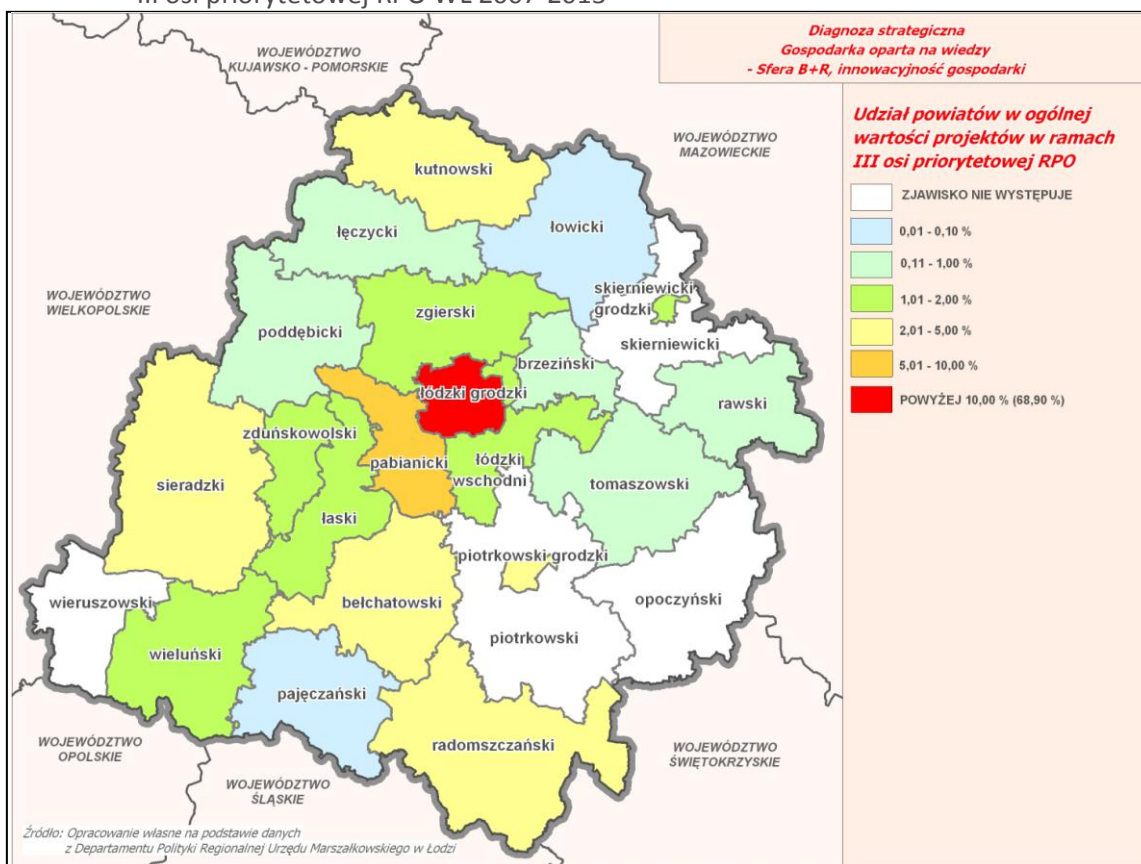 III osi priorytetowej RPO WŁ 2007-2013
Diagnoza strategiczna
Gospodarka oparta na wiedzy
- Sfera B+R, innowacyjność gospodarki
WOJEWÓDZTWO
KUJAWSKO - POMORSKIE
WOJEWÓDZTWO
MAZOWIECKIE
Udział powiatów w ogólnej
wartości projektów w ramach
III osi priorytetowej RPO
ZJAWISKO NIE WYSTĘPUJE
0,01 - 0,10 %
0,11 - 1,00 %
1,01 - 2,00 %
2,01 - 5,00 %
5,01 - 10,00 %
POWYŻEJ 10,00 % (68,90 %)
kutnowski
łowicki
łęczycki
WOJEWÓDZTWO
WIELKOPOLSKIE
skierniewicki
grodzki
zgierski
poddębicki
skierniewicki
brzeziński
łódzki grodzki
rawski
zduńskowolski
pabianicki
łódzki
wschodni
sieradzki
tomaszowski
łaski
piotrkowski grodzki
wieruszowski
bełchatowski
opoczyński
piotrkowski
wieluński
pajęczański
radomszczański
WOJEWÓDZTWO
OPOLSKIE
WOJEWÓDZTWO
ŚLĄSKIE
WOJEWÓDZTWO
ŚWIĘTOKRZYSKIE
Źródło: Opracowanie własne na podstawie danych
z Departamentu Polityki Regionalnej Urzędu Marszałkowskiego w Łodzi